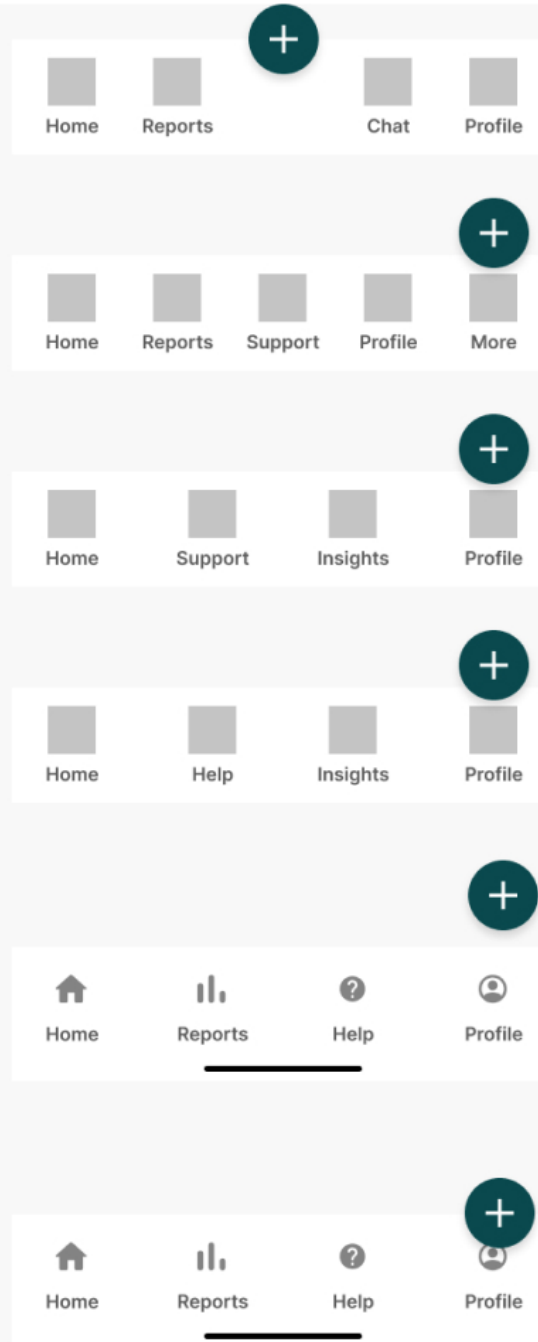 Home Reports Chat Profile
Home Reports Support Profile More
Home Support Insights Profile
Home Help Insights Profile
Home Reports Help Profile
Home Reports Help Profile